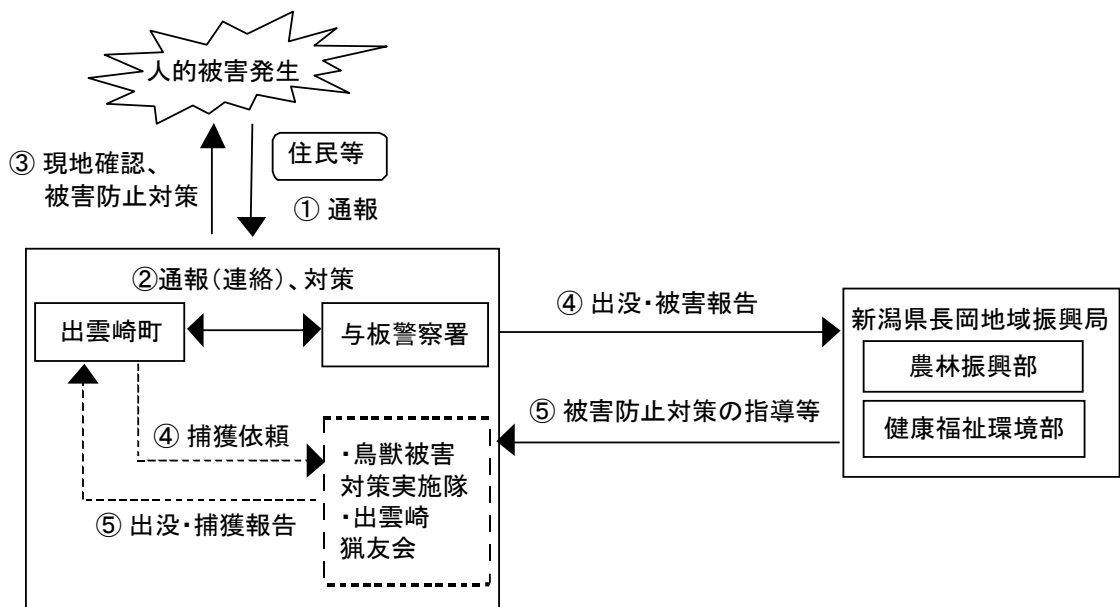 人的被害発生
③ 現地確認、
被害防止対策
住民等
① 通報
②通報(連絡)、対策
出雲崎町
与板警察署
④ 出没・被害報告
新潟県長岡地域振興局
農林振興部
健康福祉環境部
⑤ 被害防止対策の指導等
④ 捕獲依頼
・鳥獣被害
対策実施隊
・出雲崎
猟友会
⑤ 出没・捕獲報告